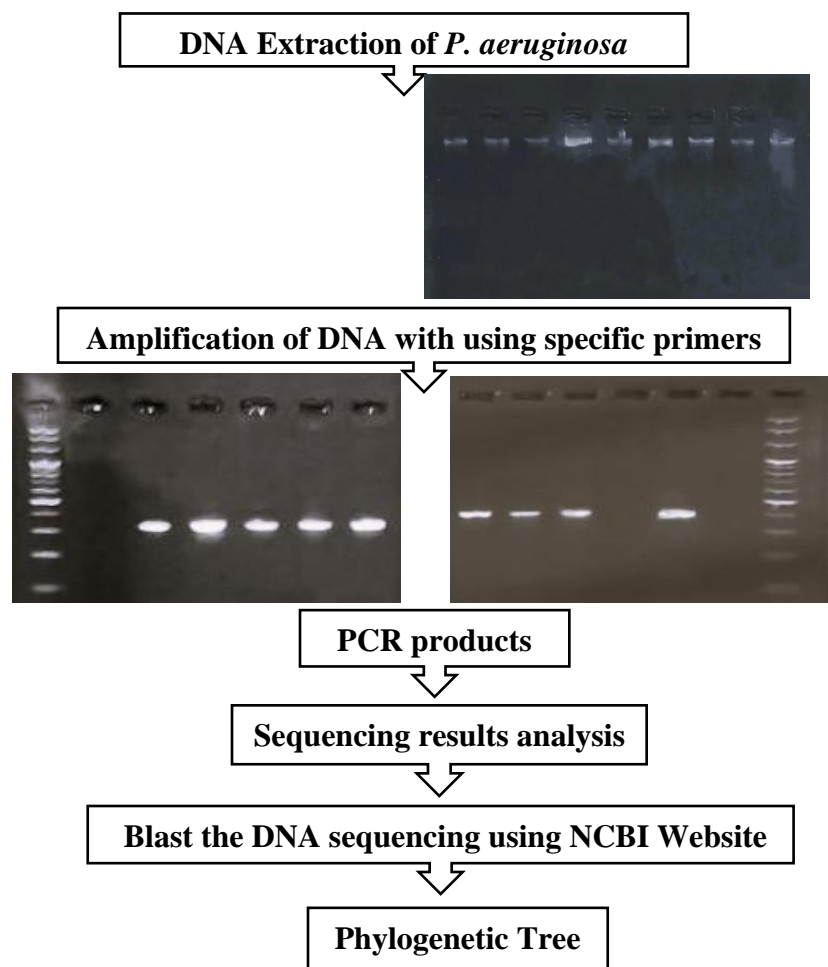 DNA Extraction of P. aeruginosa
Amplification of DNA with using specific primers
PCR products
Sequencing results analysis
Blast the DNA sequencing using NCBI Website
Phylogenetic Tree